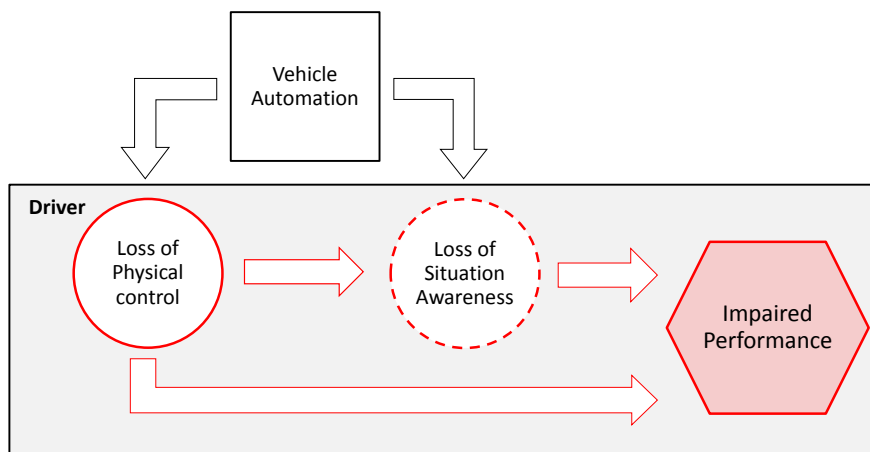 Vehicle
Automation
Driver
Loss of
Physical
control
Loss of
Situation
Awareness
Impaired
Performance